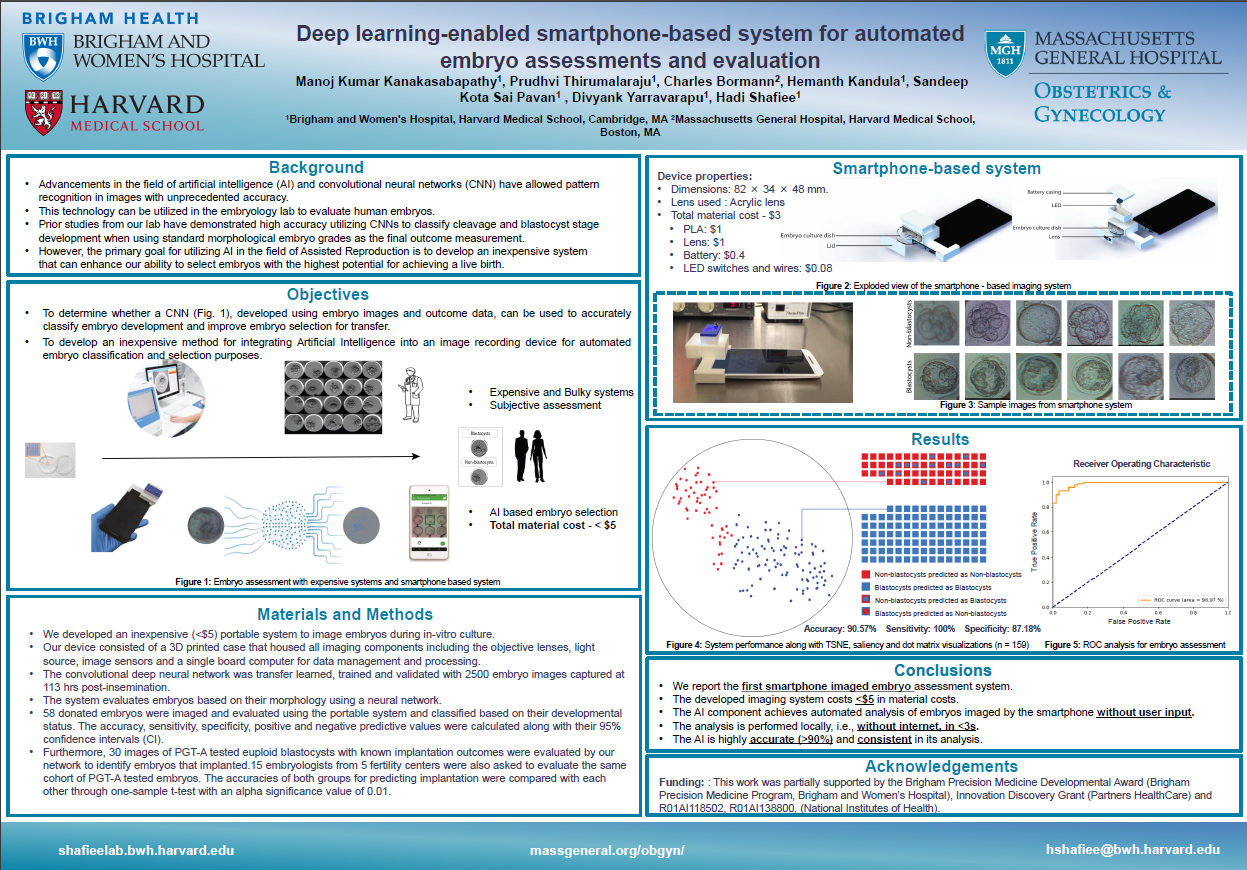 BRIGHAM HEALTH
BWH
BRIGHAM AND
WOMEN'S HOSPITAL
HARVARD
MEDICAL SCHOOL
Deep learning-enabled smartphone-based system for automated
embryo assessments and evaluation
Manoj Kumar Kanakasabapathy¹, Prudhvi Thirumalaraju¹, Charles Bormann², Hemanth Kandula¹, Sandeep
Kota Sai Pavan¹ , Divyank Yarravarapu¹, Hadi Shafiee¹
¹Brigham and Women's Hospital, Harvard Medical School, Cambridge, MA ²Massachusetts General Hospital, Harvard Medical School,
Boston, MA
MGH
1811
MASSACHUSETTS
GENERAL HOSPITAL
OBSTETRICS &
GYNECOLOGY
Background
• Advancements in the field of artificial intelligence (AI) and convolutional neural networks (CNN) have allowed pattern
recognition in images with unprecedented accuracy.
• This technology can be utilized in the embryology lab to evaluate human embryos.
• Prior studies from our lab have demonstrated high accuracy utilizing CNNs to classify cleavage and blastocyst stage
development when using standard morphological embryo grades as the final outcome measurement.
• However, the primary goal for utilizing AI in the field of Assisted Reproduction is to develop an inexpensive system
that can enhance our ability to select embryos with the highest potential for achieving a live birth.
Objectives
• To determine whether a CNN (Fig. 1), developed using embryo images and outcome data, can be used to accurately
classify embryo development and improve embryo selection for transfer.
• To develop an inexpensive method for integrating Artificial Intelligence into an image recording device for automated
embryo classification and selection purposes.
• Expensive and Bulky systems
• Subjective assessment
Blastocysts
Non-blastocysts
• AI based embryo selection
• Total material cost - < $5
Figure 1: Embryo assessment with expensive systems and smartphone based system
Materials and Methods
• We developed an inexpensive (<$5) portable system to image embryos during in-vitro culture.
• Our device consisted of a 3D printed case that housed all imaging components including the objective lenses, light
source, image sensors and a single board computer for data management and processing.
• The convolutional deep neural network was transfer learned, trained and validated with 2500 embryo images captured at
113 hrs post-insemination.
• The system evaluates embryos based on their morphology using a neural network.
• 58 donated embryos were imaged and evaluated using the portable system and classified based on their developmental
status. The accuracy, sensitivity, specificity, positive and negative predictive values were calculated along with their 95%
confidence intervals (CI).
• Furthermore, 30 images of PGT-A tested euploid blastocysts with known implantation outcomes were evaluated by our
network to identify embryos that implanted.15 embryologists from 5 fertility centers were also asked to evaluate the same
cohort of PGT-A tested embryos. The accuracies of both groups for predicting implantation were compared with each
other through one-sample t-test with an alpha significance value of 0.01.
Smartphone-based system
Device properties:
• Dimensions: 82 × 34 × 48 mm.
• Lens used : Acrylic lens
• Total material cost - $3
• PLA: $1
• Lens: $1
• Battery: $0.4
• LED switches and wires: $0.08
Embryo culture dish
Lid
Battery casing
LED
Embryo culture dish
Lens
Figure 2: Exploded view of the smartphone - based imaging system
Non-blastocysts
Blastocysts
Figure 3: Sample images from smartphone system
Results
Non-blastocysts predicted as Non-blastocysts
Blastocysts predicted as Blastocysts
Non-blastocysts predicted as Blastocysts
Blastocysts predicted as Non-blastocysts
Accuracy: 90.57% Sensitivity: 100% Specificity: 87.18%
Figure 4: System performance along with TSNE, saliency and dot matrix visualizations (n = 159)
Receiver Operating Characteristic
True Positive Rate
1.0
0.8
0.6
0.4
0.2
0.0
0.0 0.2 0.4 0.6 0.8 1.0
ROC curve (area = 98.97 %)
False Positive Rate
Figure 5: ROC analysis for embryo assessment
Conclusions
• We report the first smartphone imaged embryo assessment system.
• The developed imaging system costs <$5 in material costs.
• The AI component achieves automated analysis of embryos imaged by the smartphone without user input.
• The analysis is performed locally, i.e., without internet, in <3s.
• The AI is highly accurate (>90%) and consistent in its analysis.
Acknowledgements
Funding: : This work was partially supported by the Brigham Precision Medicine Developmental Award (Brigham
Precision Medicine Program, Brigham and Women's Hospital), Innovation Discovery Grant (Partners HealthCare) and
R01AI118502, R01AI138800, (National Institutes of Health).
shafieelab.bwh.harvard.edu
massgeneral.org/obgyn/
hshafiee@bwh.harvard.edu